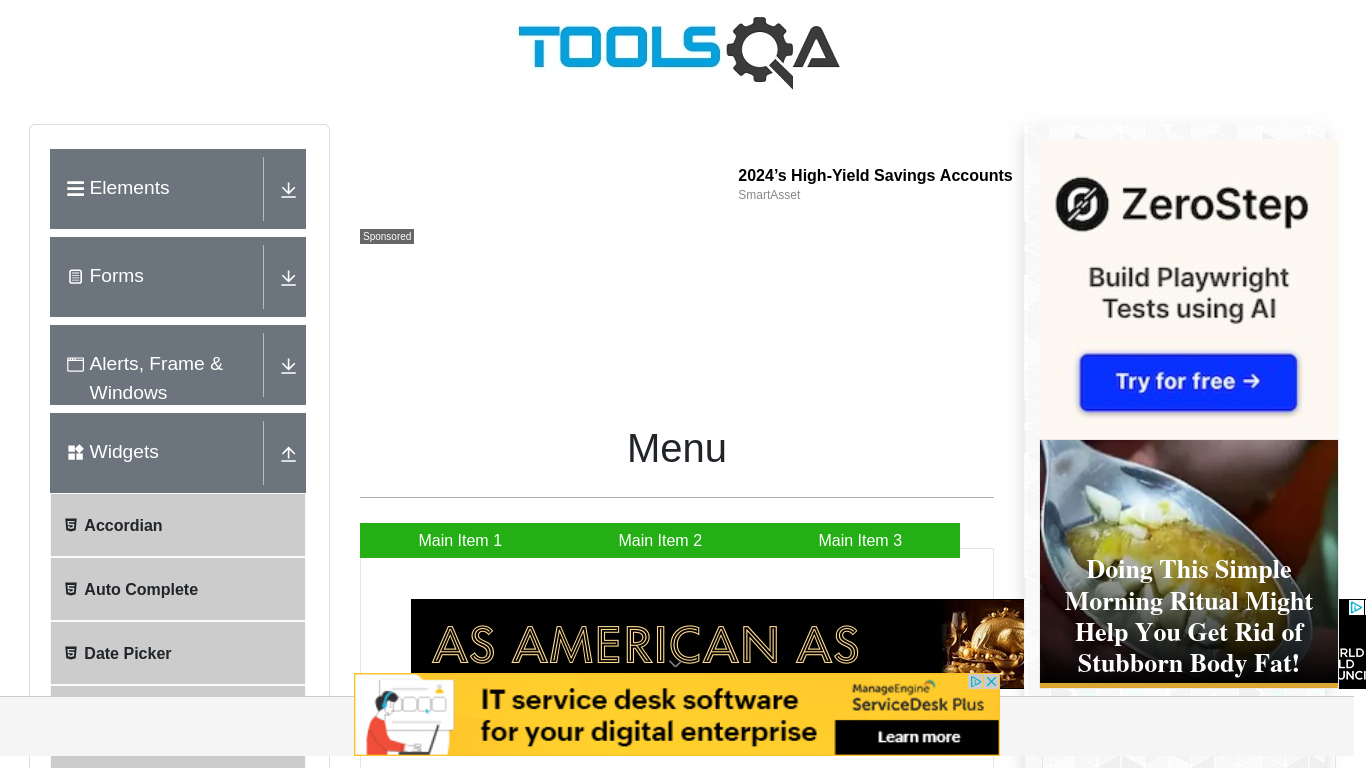 TOOLSQA
Elements
Forms
Alerts, Frame &
Windows
Widgets
Accordian
Auto Complete
Date Picker
2024’s High-Yield Savings Accounts
SmartAsset
Sponsored
Menu
Main Item 1
Main Item 2
Main Item 3
AS AMERICAN AS
IT service desk software
for your digital enterprise
ManageEngine
ServiceDesk Plus
Learn more
ZeroStep
Build Playwright
Tests using AI
Try for free →
Doing This Simple
Morning Ritual Might
Help You Get Rid of
Stubborn Body Fat!